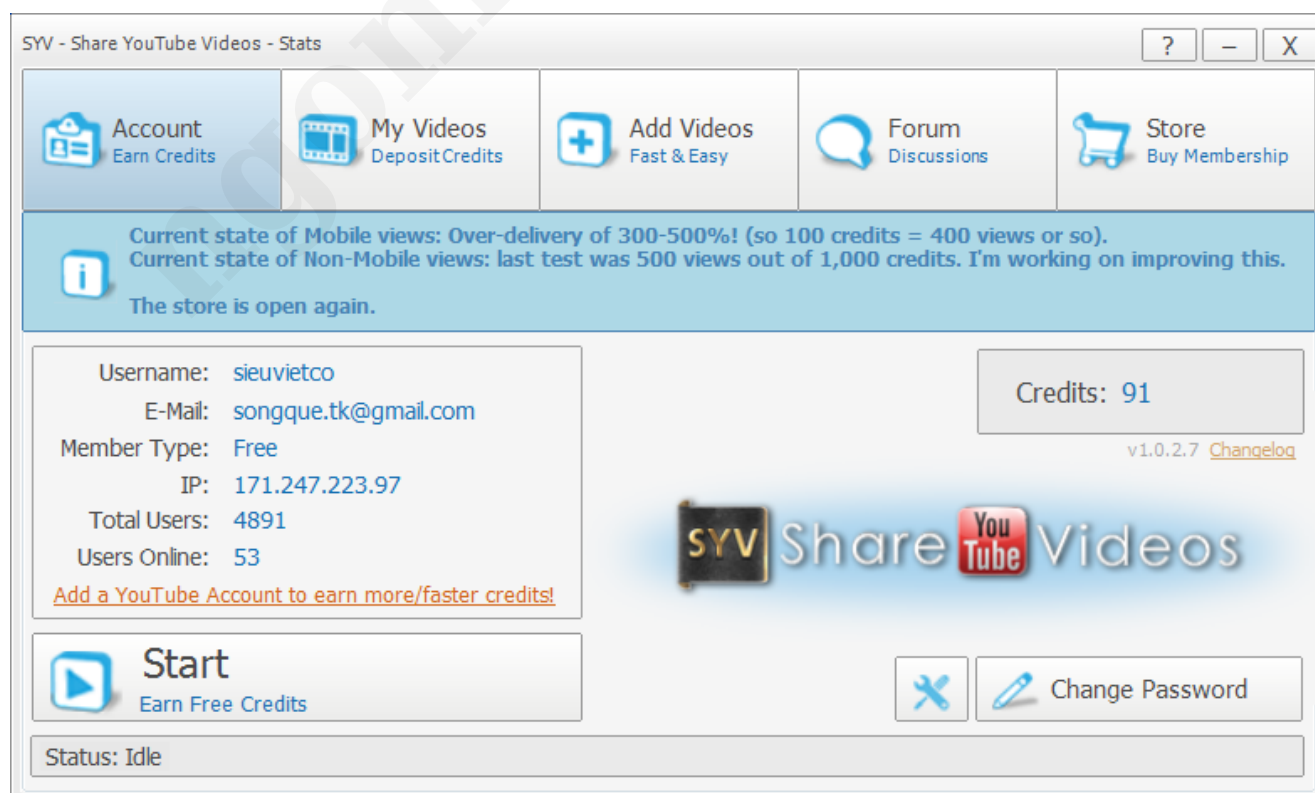 SYV - Share YouTube Videos - Stats
? – X
Account
Earn Credits
My Videos
Deposit Credits
Add Videos
Fast & Easy
Forum
Discussions
Store
Buy Membership
Current state of Mobile views: Over-delivery of 300-500%! (so 100 credits = 400 views or so).
Current state of Non-Mobile views: last test was 500 views out of 1,000 credits. I'm working on improving this.
The store is open again.
Username: sieuvietco
E-Mail: songque.tk@gmail.com
Member Type: Free
IP: 171.247.223.97
Total Users: 4891
Users Online: 53
Add a YouTube Account to earn more/faster credits!
Credits: 91
v1.0.2.7 Changelog
SYV Share You Tube Videos
Start
Earn Free Credits
Change Password
Status: Idle